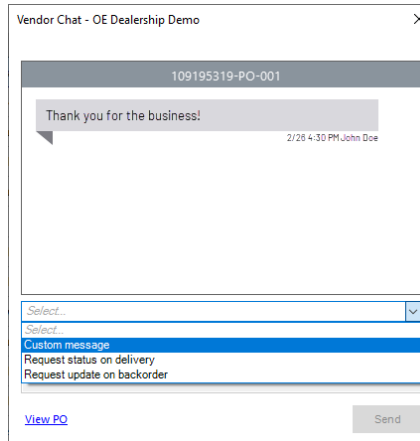 Vendor Chat - OE Dealership Demo
109195319-PO-001
Thank you for the business!
2/26 4:30 PM John Doe
Select...
Select...
Custom message
Request status on delivery
Request update on backorder
View PO
Send